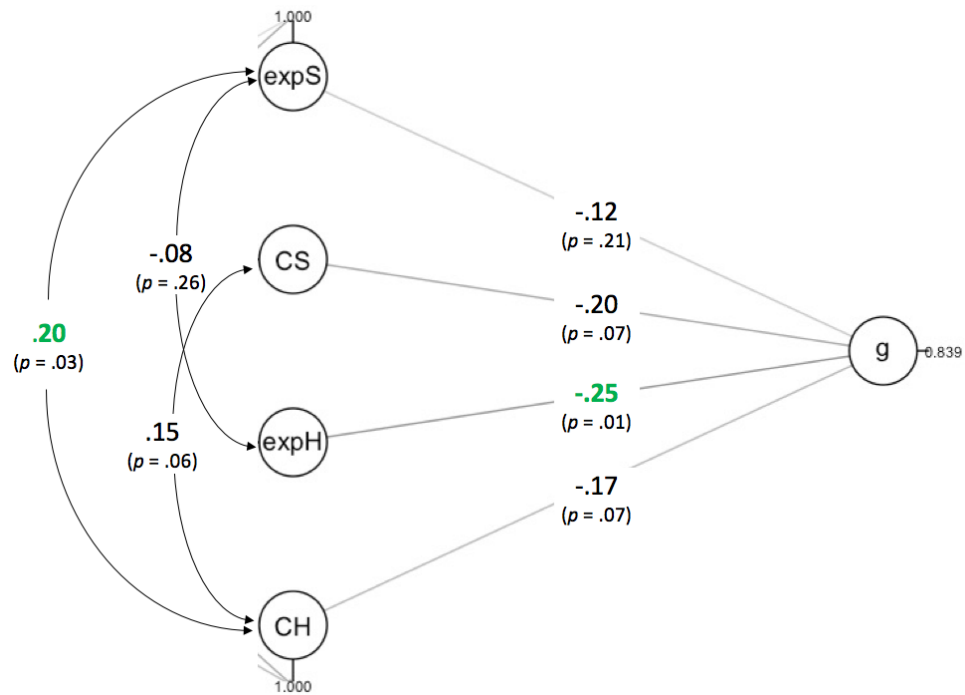 1.000
expS
-.12
(p = .21)
-.08
(p = .26)
CS
-.20
(p = .07)
.20
(p = .03)
g
0.839
-.25
(p = .01)
.15
(p = .06)
expH
-.17
(p = .07)
CH
1.000